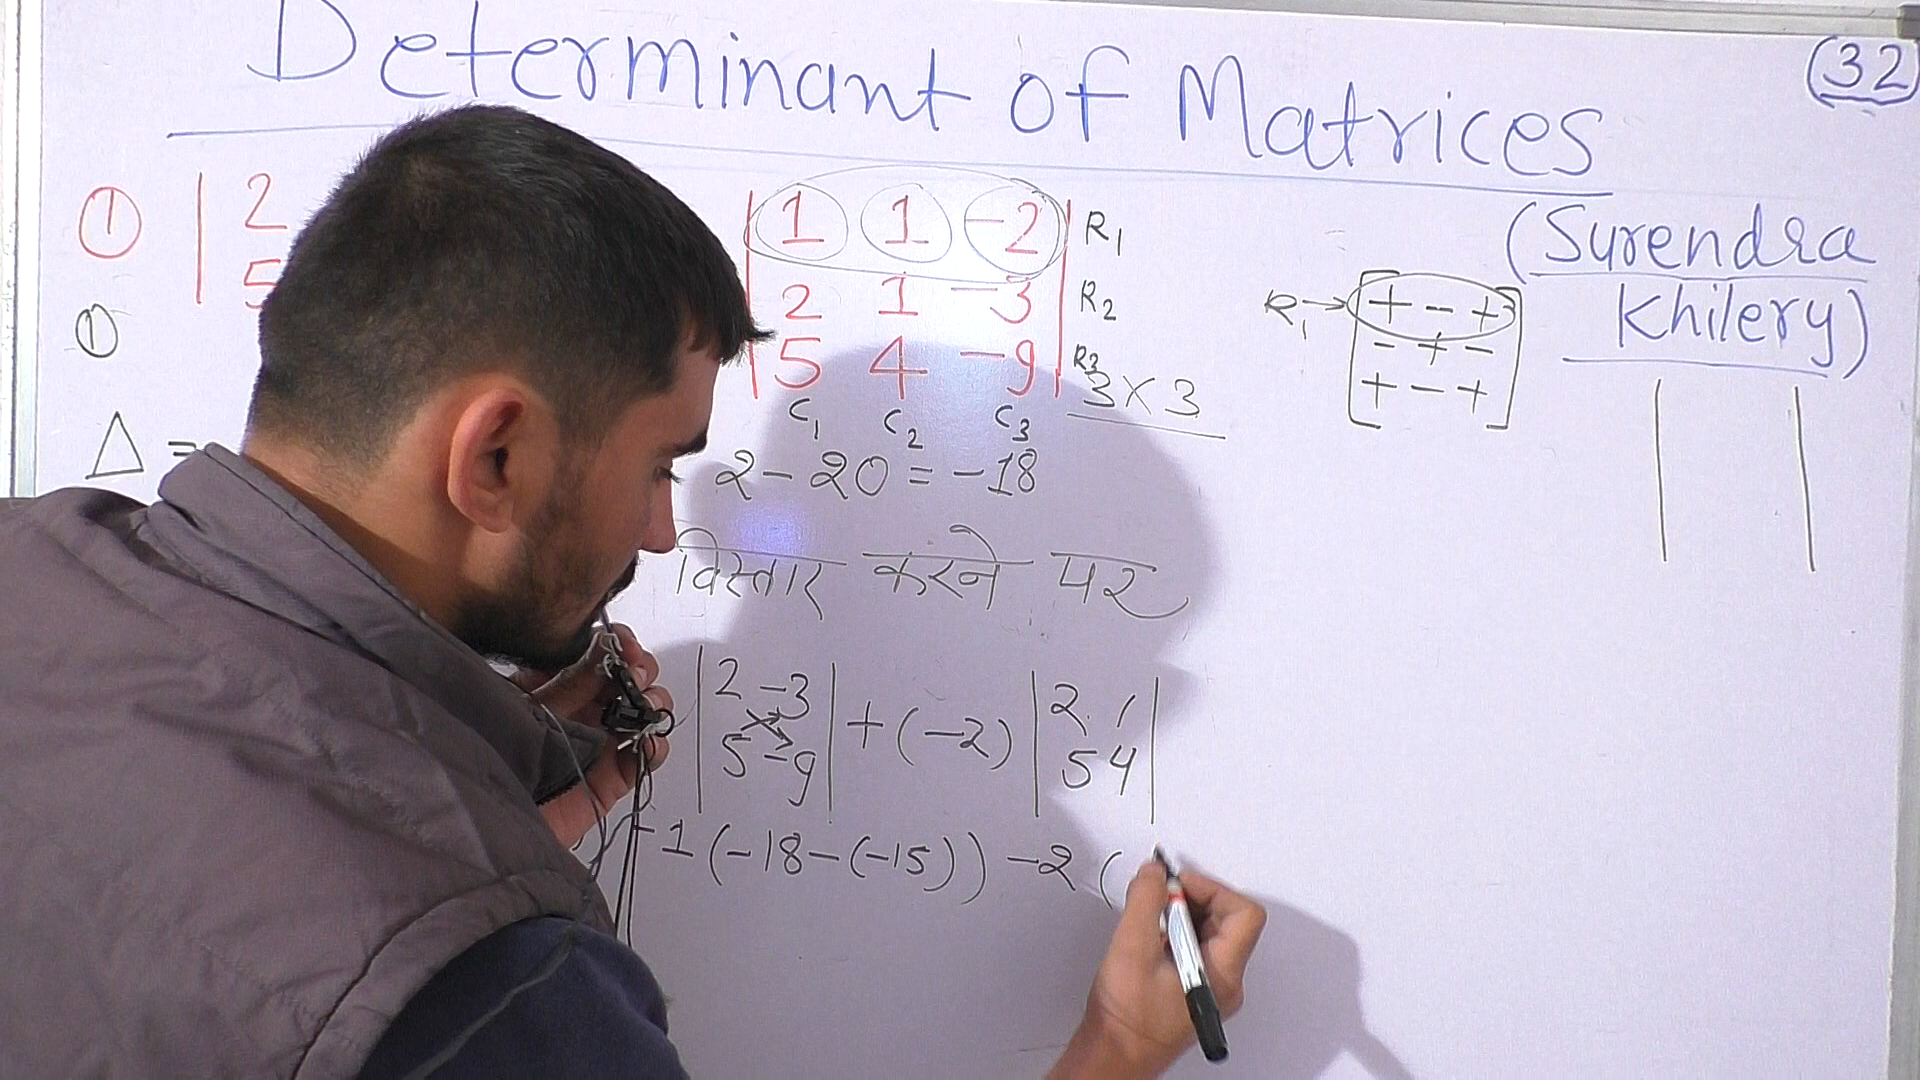 Determinant of Matrices
(32)
(Surendra
Khilery)
① | 2
5
| 1 1 -2 | R1
| 2 1 -3 | R2
| 5 4 -9 | R3
3×3
C1 C2 C3
R1→ [ + - + ]
[ - + - ]
[ + - + ]
①
Δ =
2-20 = -18
विस्तार करने पर
| 2 -3 | + (-2) | 2 1 |
| 5 -9 | | 5 4 |
-1(-18-(-15)) -2 (